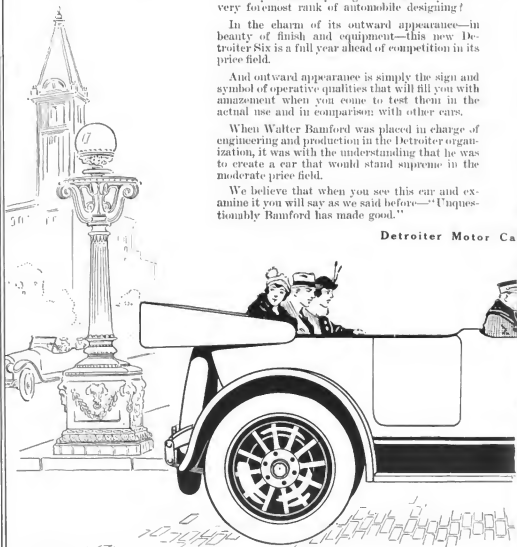 very foremost rank of automobile designing?
In the charm of its outward appearance—in
beauty of finish and equipment—this new De-
troiter Six is a full year ahead of competition in its
price field.
And outward appearance is simply the sign and
symbol of operative qualities that will fill you with
amazement when you come to test them in the
actual use and in comparison with other cars.
When Walter Bamford was placed in charge of
engineering and production in the Detroiter organ-
ization, it was with the understanding that he was
to create a car that would stand supreme in the
moderate price field.
We believe that when you see this car and ex-
amine it you will say as we said before—"Unques-
tionably Bamford has made good."
Detroiter Motor Ca